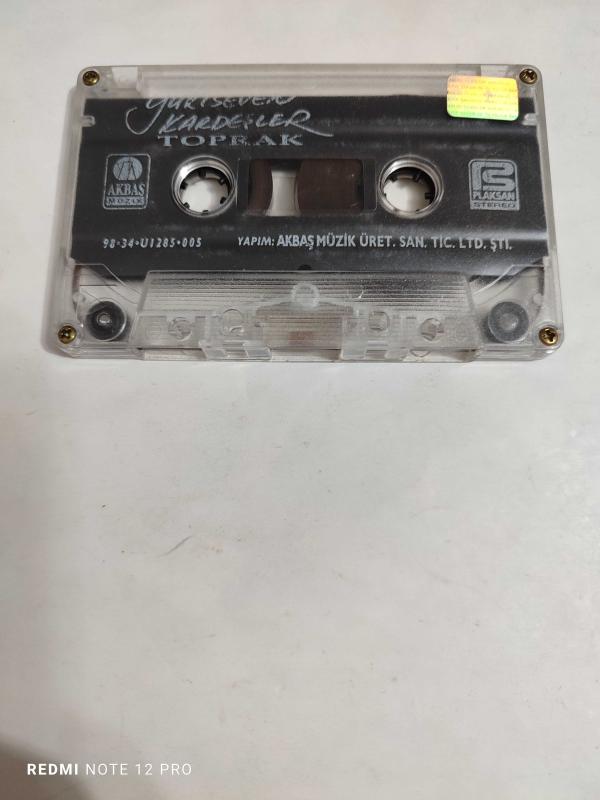 YURTSEVEN
KARDEŞLER
TOPRAK
AKBAŞ
MÜZİK
PLAKSAN
STEREO
98•34•U1285•005
YAPIM: AKBAŞ MÜZİK ÜRET. SAN. TİC. LTD. ŞTİ.
REDMI NOTE 12 PRO